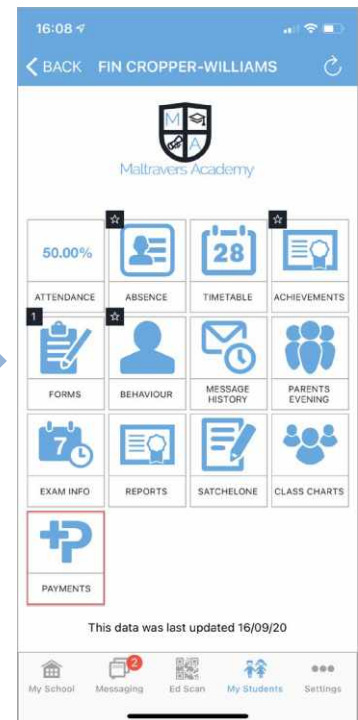 16:08
BACK FIN CROPPER-WILLIAMS
M
A
Maltravers Academy
50.00%
28
ATTENDANCE ABSENCE TIMETABLE ACHIEVEMENTS
1
FORMS BEHAVIOUR MESSAGE HISTORY PARENTS EVENING
7
EXAM INFO REPORTS SATCHELONE CLASS CHARTS
+P
PAYMENTS
This data was last updated 16/09/20
2
My School Messaging Ed Scan My Students Settings